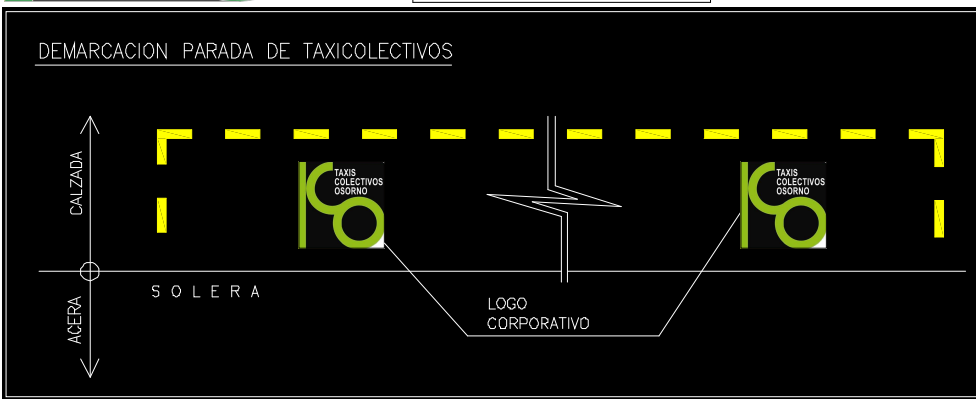 DEMARCACION PARADA DE TAXICOLECTIVOS
CALZADA
TAXIS
COLECTIVOS
OSORNO
TAXIS
COLECTIVOS
OSORNO
SOLERA
ACERA
LOGO
CORPORATIVO